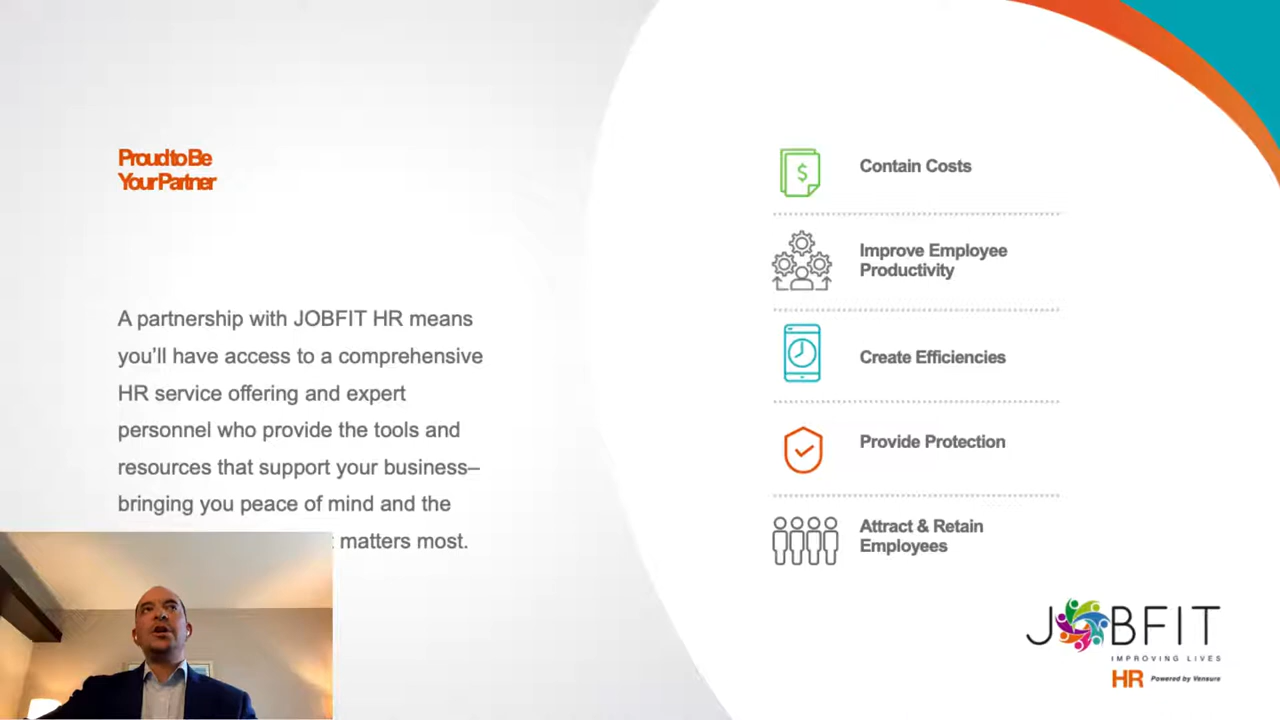 Proud to Be
Your Partner
A partnership with JOBFIT HR means
you'll have access to a comprehensive
HR service offering and expert
personnel who provide the tools and
resources that support your business–
bringing you peace of mind and the
matters most.
$
Contain Costs
Improve Employee
Productivity
Create Efficiencies
Provide Protection
Attract & Retain
Employees
JOBFIT
IMPROVING LIVES
HR Powered by Vensure